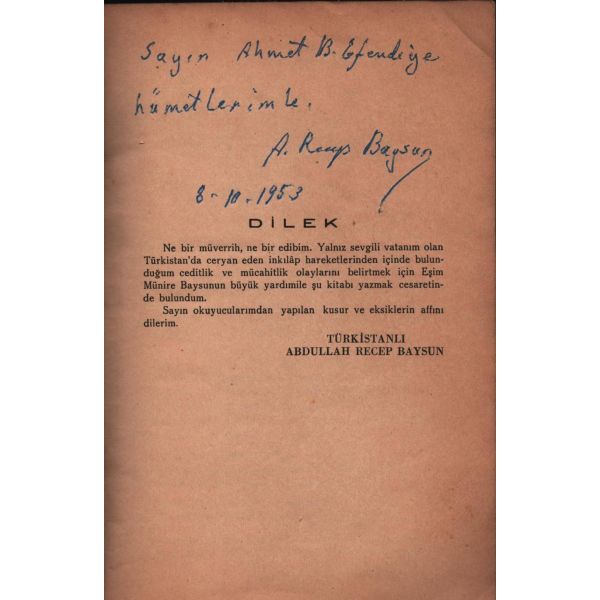 Sayın Ahmet B. Efendiye
hümetlerimle.
A. Recep Baysun
8-10-1953
DİLEK
Ne bir müverrih, ne bir edibim. Yalnız sevgili vatanım olan
Türkistan'da ceryan eden inkılâp hareketlerinden içinde bulun-
duğum ceditlik ve mücahitlik olaylarını belirtmek için Eşim
Münire Baysunun büyük yardımile şu kitabı yazmak cesaretin-
de bulundum.
Sayın okuyucularımdan yapılan kusur ve eksiklerin affını
dilerim.
TÜRKİSTANLI
ABDULLAH RECEP BAYSUN